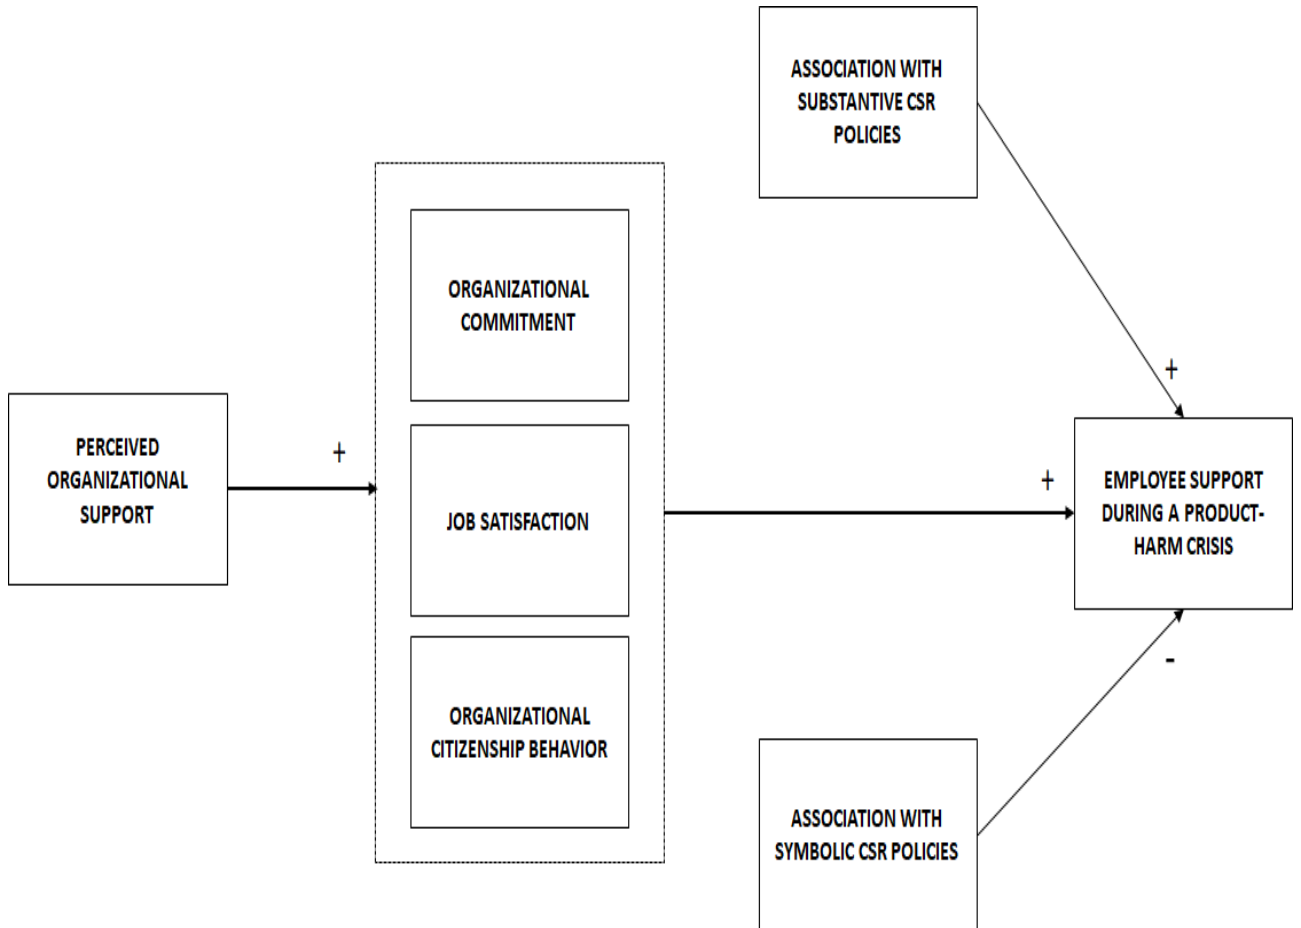 ASSOCIATION WITH
SUBSTANTIVE CSR
POLICIES
ORGANIZATIONAL
COMMITMENT
+
PERCEIVED
ORGANIZATIONAL
SUPPORT
+
JOB SATISFACTION
+
EMPLOYEE SUPPORT
DURING A PRODUCT-
HARM CRISIS
-
ORGANIZATIONAL
CITIZENSHIP BEHAVIOR
ASSOCIATION WITH
SYMBOLIC CSR POLICIES